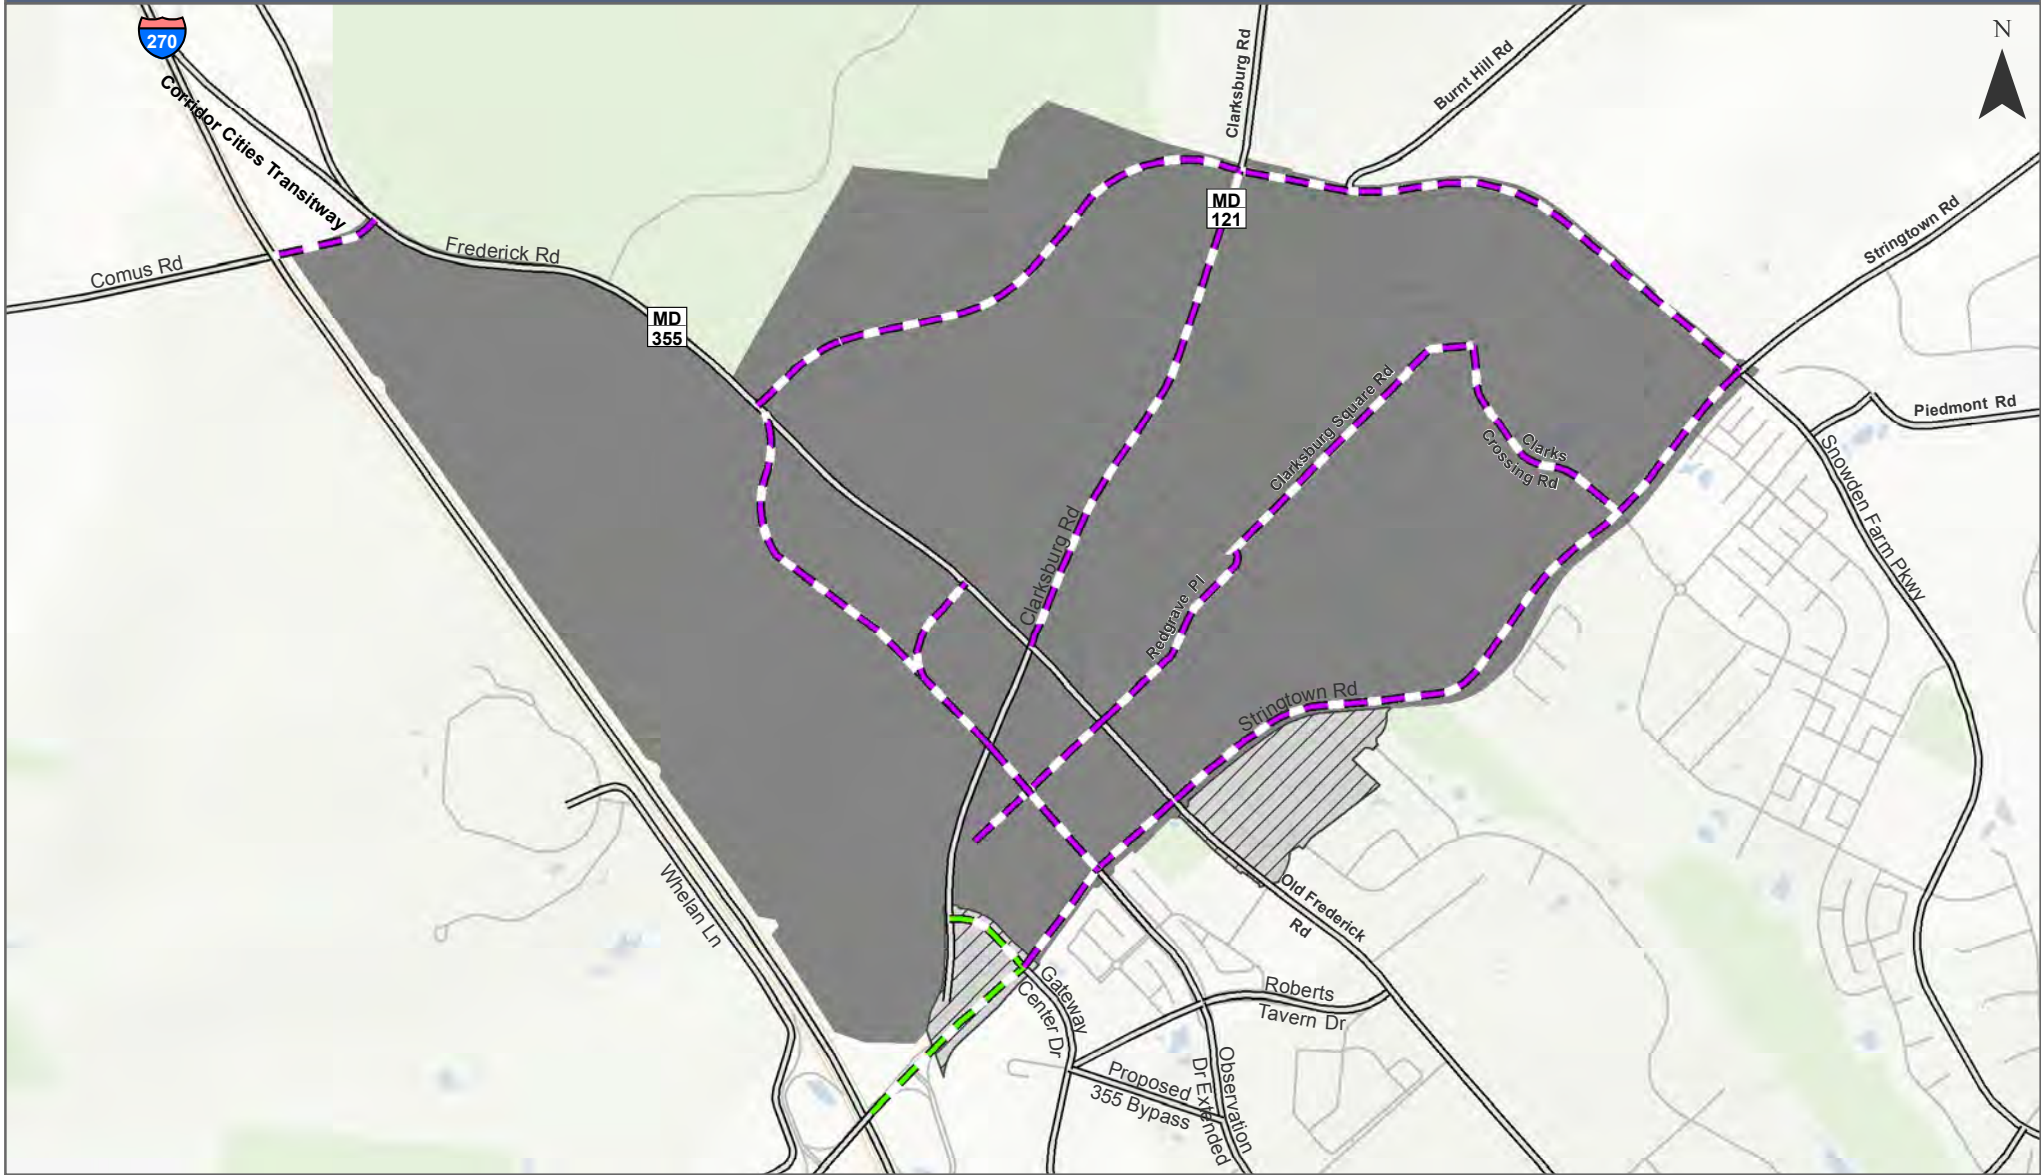 N
270
Corridor Cities Transitway
Clarksburg Rd
Burnt Hill Rd
MD
121
Stringtown Rd
Comus Rd
Frederick Rd
MD
355
Clarksburg Square Rd
Piedmont Rd
Clarks
Crossing Rd
Snowden Farm Pkwy
Clarksburg Rd
Redgrave Pl
Stringtown Rd
Whelan Ln
Old Frederick
Rd
Gateway
Center Dr
Roberts
Tavern Dr
Proposed
355 Bypass
Observation
Dr Extended